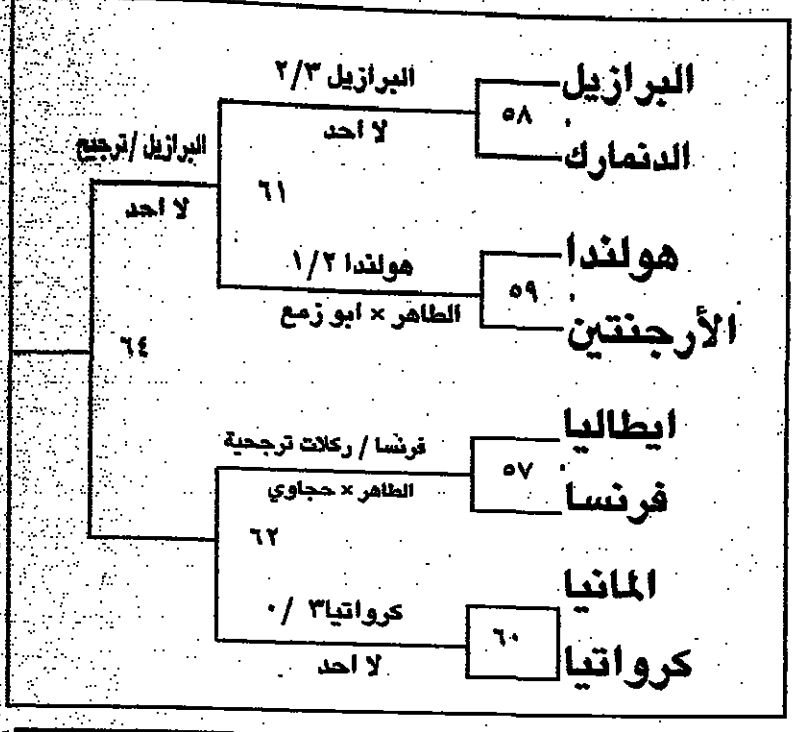 البرازيل
الدنمارك
٥٨
البرازيل ٢/٣
لا احد
هولندا
الأرجنتين
٥٩
هولندا ١/٢
الطاهر × ابو زمع
٦١
البرازيل /ترجيح
لا احد
ايطاليا
فرنسا
٥٧
فرنسا / ركلات ترجحية
الطاهر × حجاوي
المانيا
كرواتيا
٦٠
كرواتيا٣ /٠
لا احد
٦٢
٦٤